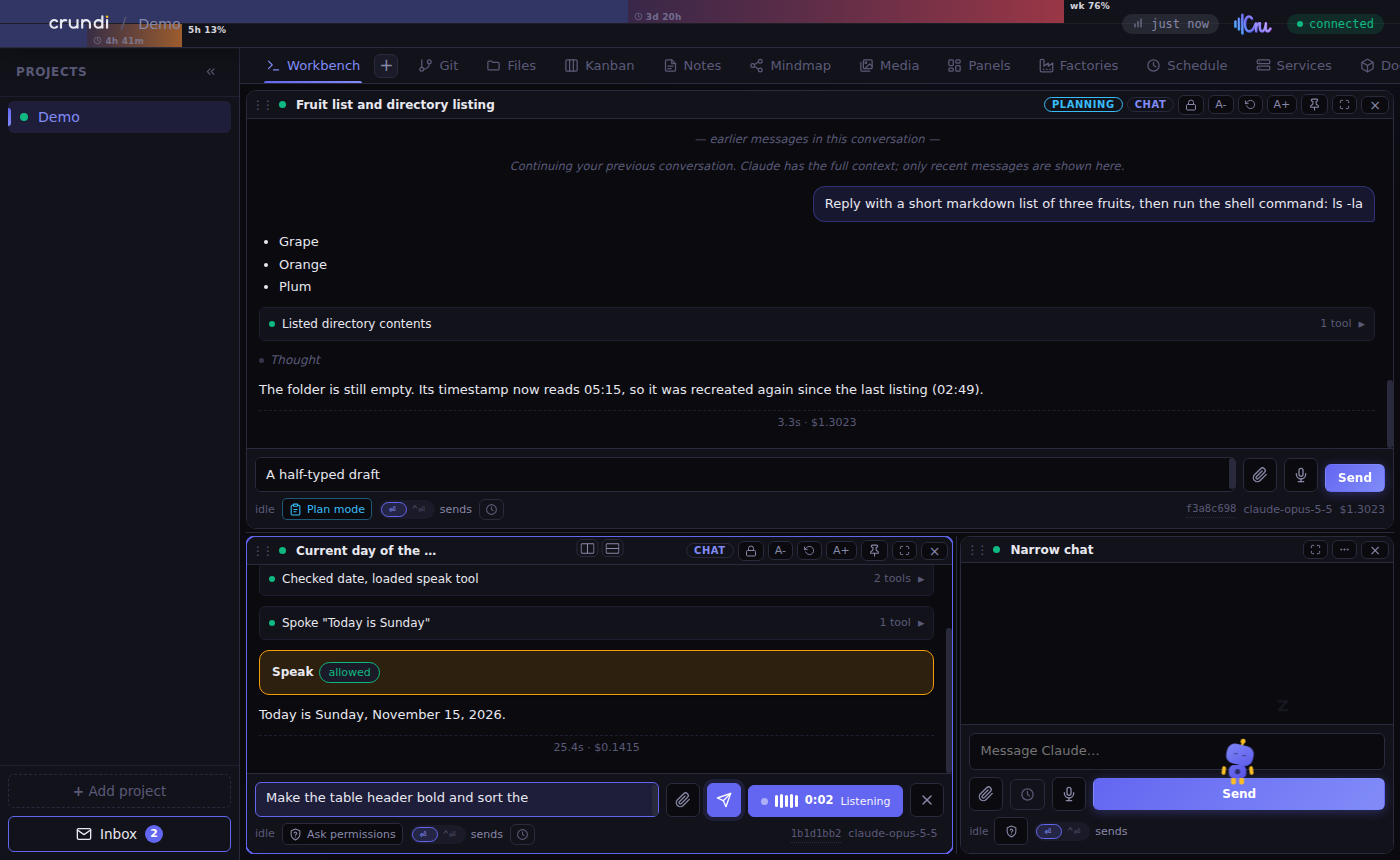 crundi / Demo
3d 20h
wk 76%
4h 41m
5h 13%
just now
Cru
connected
PROJECTS «
Demo
+ Add project
Inbox 2
Workbench + Git Files Kanban Notes Mindmap Media Panels Factories Schedule Services Do
Fruit list and directory listing PLANNING CHAT A- A+
— earlier messages in this conversation —
Continuing your previous conversation. Claude has the full context; only recent messages are shown here.
Reply with a short markdown list of three fruits, then run the shell command: ls -la
• Grape
• Orange
• Plum
Listed directory contents 1 tool ▸
Thought
The folder is still empty. Its timestamp now reads 05:15, so it was recreated again since the last listing (02:49).
3.3s · $1.3023
A half-typed draft Send
idle Plan mode ⏎ ^⏎ sends f3a8c698 claude-opus-5-5 $1.3023
Current day of the … CHAT A- A+
Checked date, loaded speak tool 2 tools ▸
Spoke "Today is Sunday" 1 tool ▸
Speak allowed
Today is Sunday, November 15, 2026.
25.4s · $0.1415
Make the table header bold and sort the 0:02 Listening
idle Ask permissions ⏎ ^⏎ sends 1b1d1bb2 claude-opus-5-5
Narrow chat
z
Message Claude…
Send
idle ⏎ ^⏎ sends